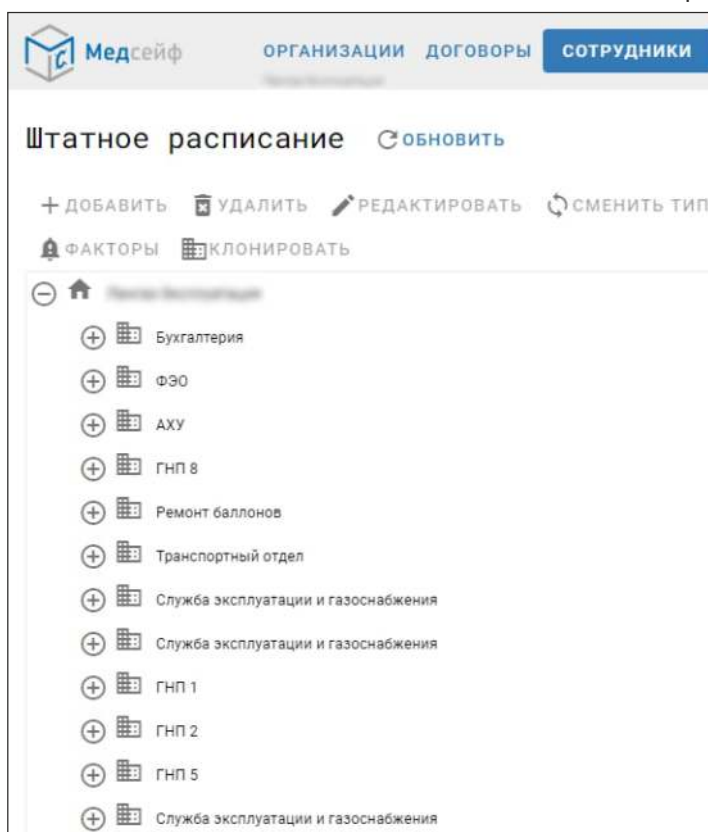 Медсейф
ОРГАНИЗАЦИИ ДОГОВОРЫ СОТРУДНИКИ
Штатное расписание ОБНОВИТЬ
ДОБАВИТЬ УДАЛИТЬ РЕДАКТИРОВАТЬ СМЕНИТЬ ТИП
ФАКТОРЫ КЛОНИРОВАТЬ
Бухгалтерия
ФЭО
АХУ
ГНП 8
Ремонт баллонов
Транспортный отдел
Служба эксплуатации и газоснабжения
Служба эксплуатации и газоснабжения
ГНП 1
ГНП 2
ГНП 5
Служба эксплуатации и газоснабжения